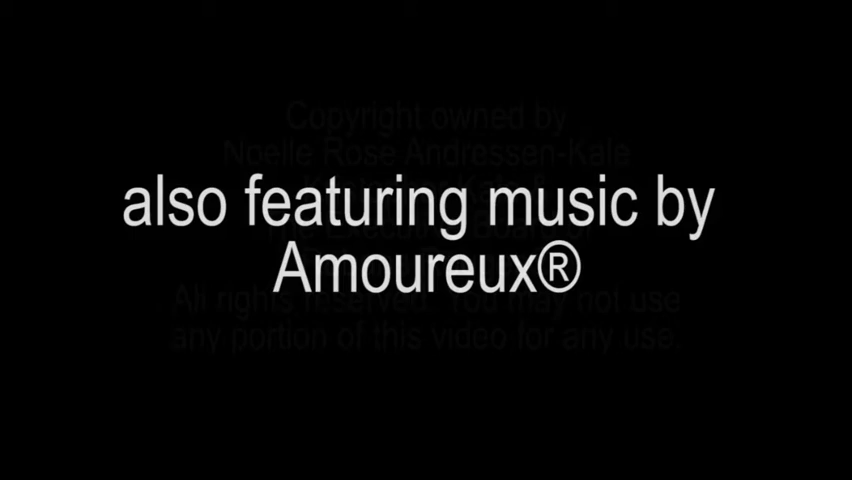 Copyright owned by
Noelle Rose Andressen-Kale
also featuring music by
Amoureux®
All rights reserved. You may not use
any portion of this video for any use.